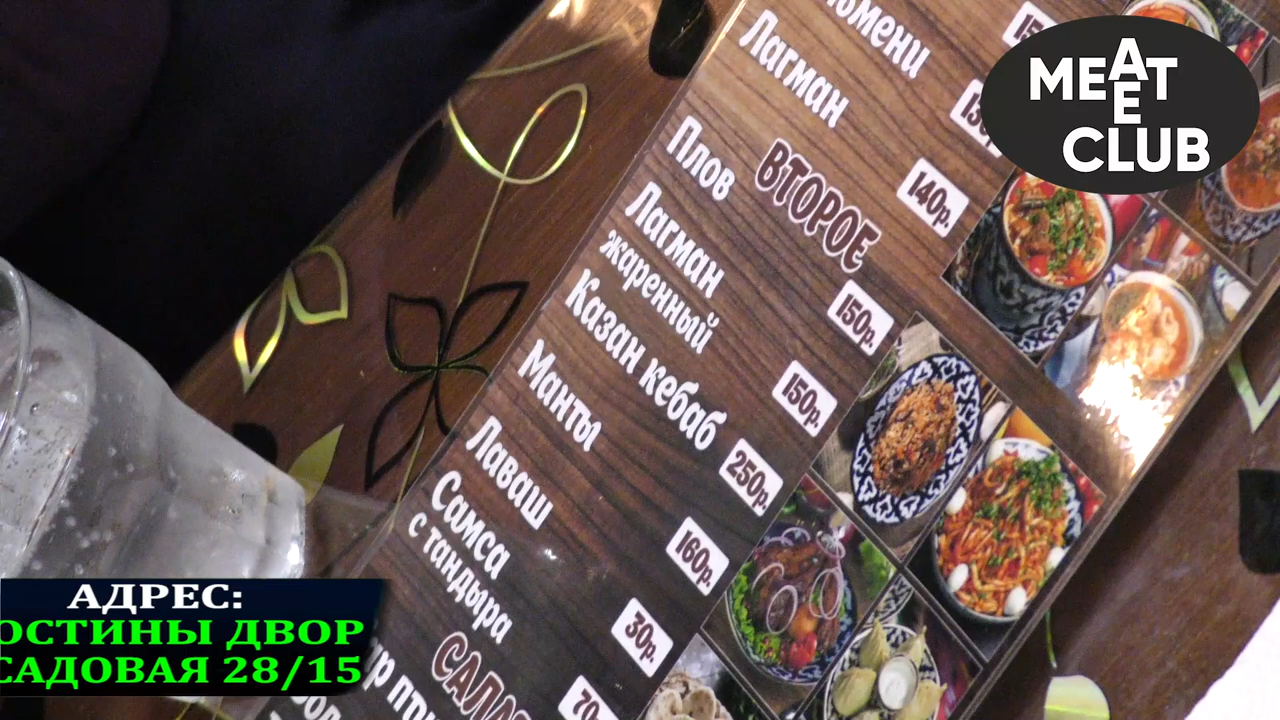 Лагман
ВТОРОЕ
140р.
Плов
150р.
Лагман
жаренный
150р.
Казан кебаб
250р.
Манты
160р.
Лаваш
30р.
Самса
с тандыра
MEAT
EAT
CLUB
АДРЕС:
ОСТИНЫ ДВОР
САДОВАЯ 28/15